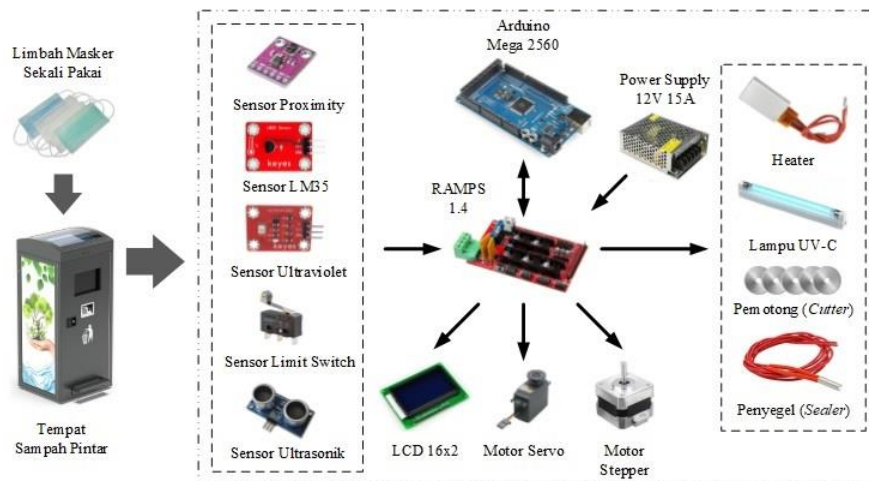 Limbah Masker
Sekali Pakai
Tempat
Sampah Pintar
Sensor Proximity
keyes
Sensor LM35
Sensor Ultraviolet
Sensor Limit Switch
Sensor Ultrasonik
Arduino
Mega 2560
Power Supply
12V 15A
RAMPS
1.4
LCD 16x2
Motor Servo
Motor
Stepper
Heater
Lampu UV-C
Pemotong (Cutter)
Penyegel (Sealer)